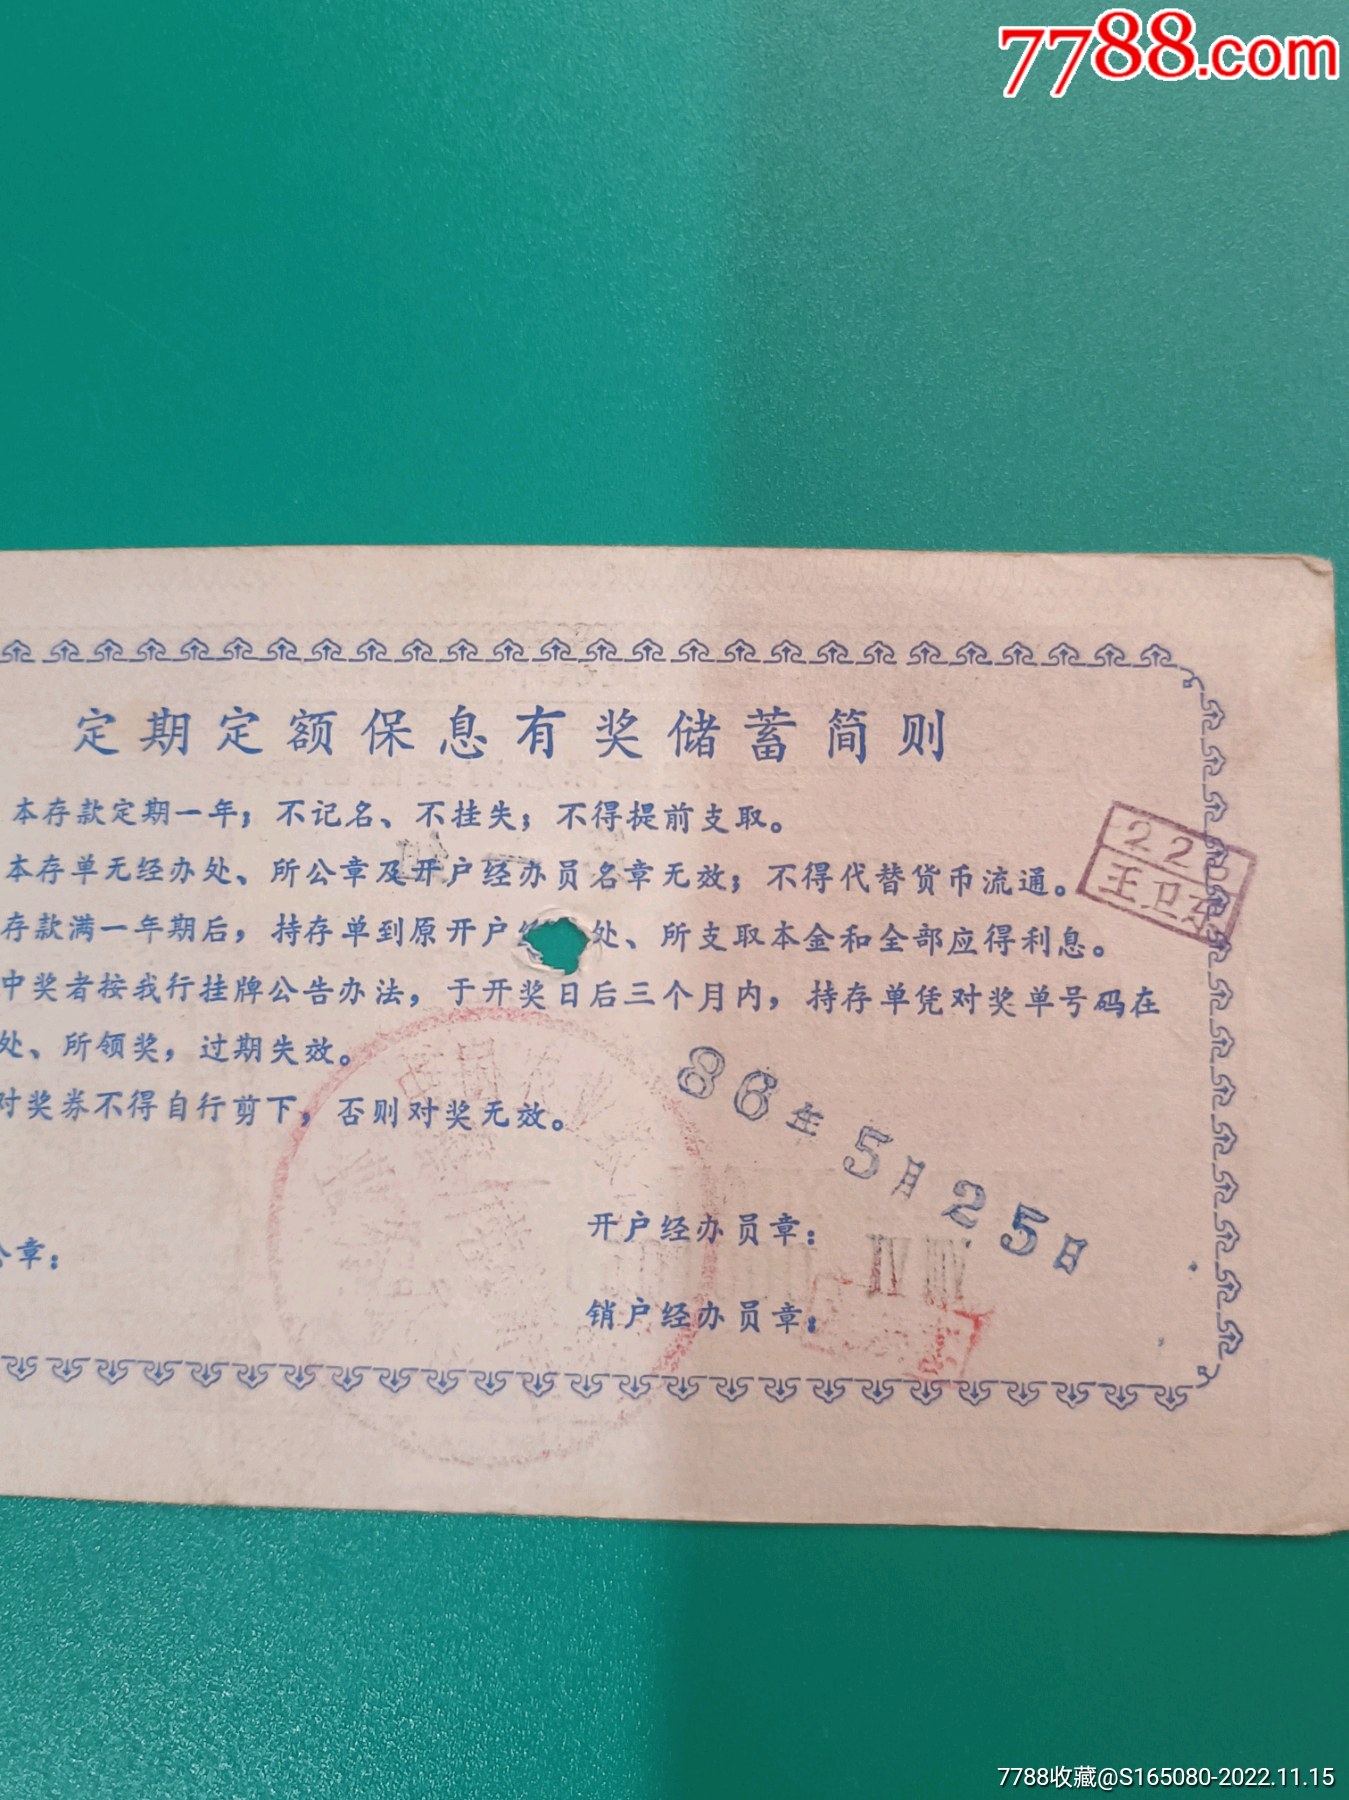 7788.com
定期定额保息有奖储蓄简则
本存款定期一年；不记名、不挂失；不得提前支取。
本存单无经办处、所公章及开户经办员名章无效；不得代替货币流通。
存款满一年期后，持存单到原开户 处、所支取本金和全部应得利息。
中奖者按我行挂牌公告办法，于开奖日后三个月内，持存单凭对奖单号码在
处、所领奖，过期失效。
对奖券不得自行剪下，否则对奖无效。
22
王卫
86年5月25日
开户经办员章：
公章：
销户经办员章：
7788收藏@S165080-2022.11.15